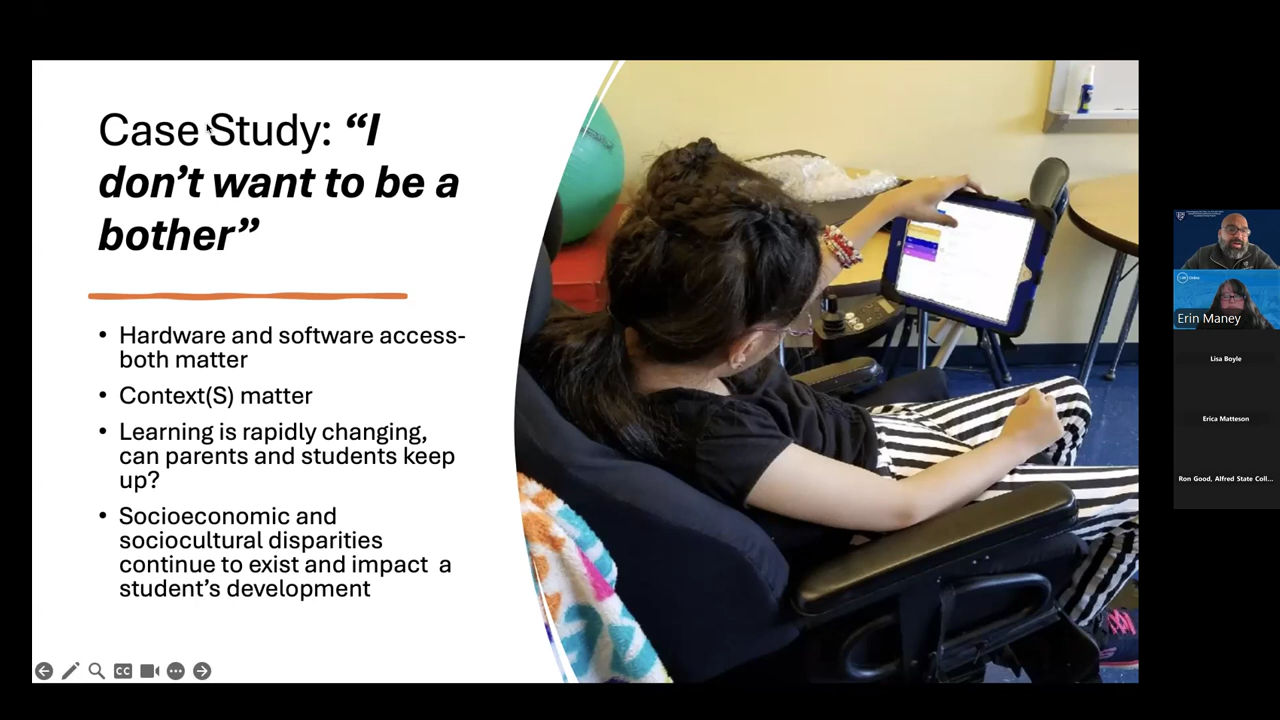 Case Study: “I
don’t want to be a
bother”
• Hardware and software access-
both matter
• Context(S) matter
• Learning is rapidly changing,
can parents and students keep
up?
• Socioeconomic and
sociocultural disparities
continue to exist and impact a
student’s development
CC
Erin Maney
Lisa Boyle
Erica Matteson
Ron Good, Alfred State Coll...